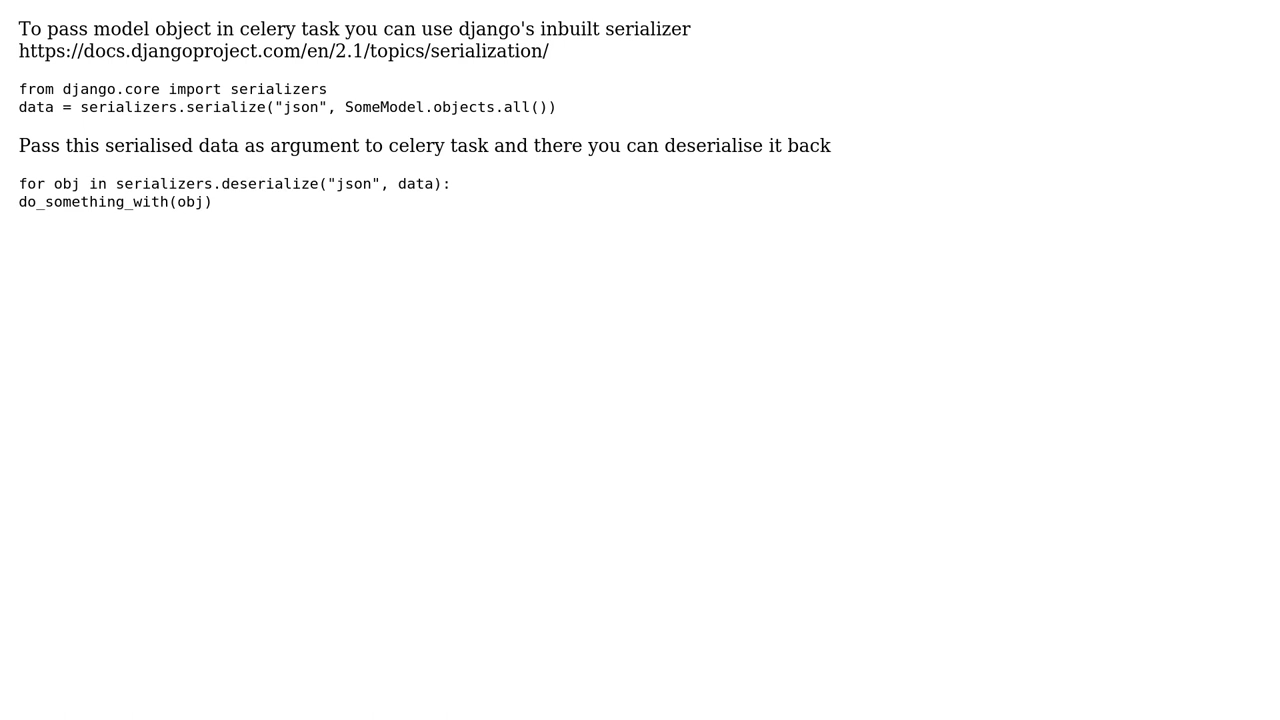 To pass model object in celery task you can use django's inbuilt serializer
https://docs.djangoproject.com/en/2.1/topics/serialization/
from django.core import serializers
data = serializers.serialize("json", SomeModel.objects.all())
Pass this serialised data as argument to celery task and there you can deserialise it back
for obj in serializers.deserialize("json", data):
do_something_with(obj)